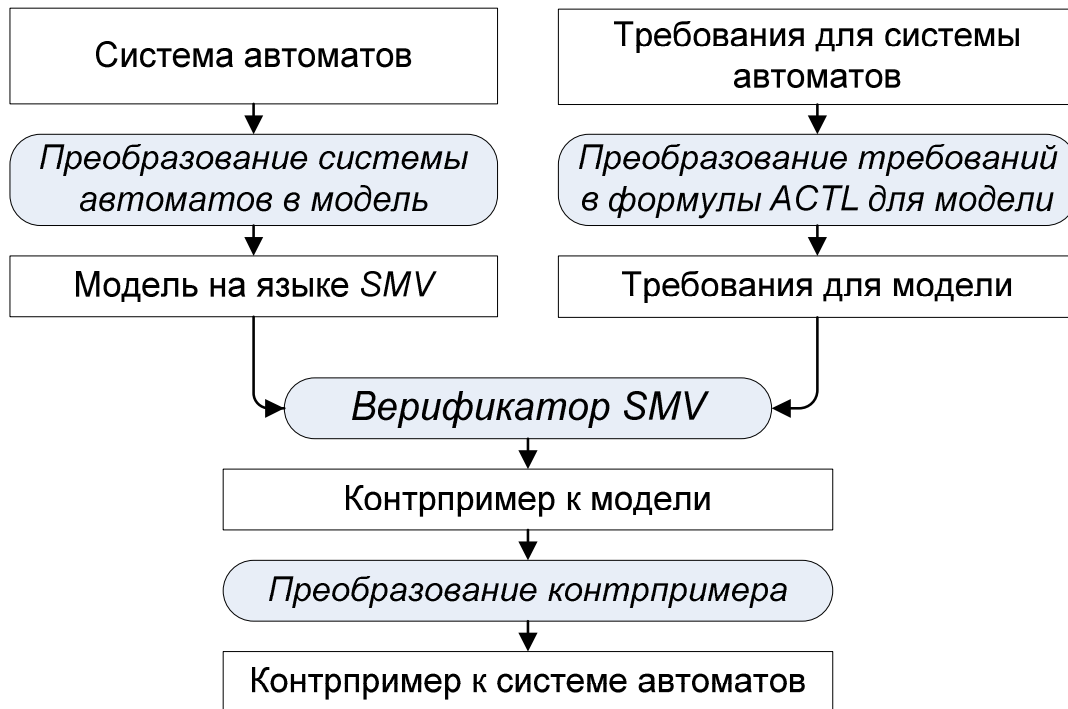 Система автоматов
Требования для системы
автоматов
Преобразование системы
автоматов в модель
Преобразование требований
в формулы ACTL для модели
Модель на языке SMV
Требования для модели
Верификатор SMV
Контрпример к модели
Преобразование контрпримера
Контрпример к системе автоматов